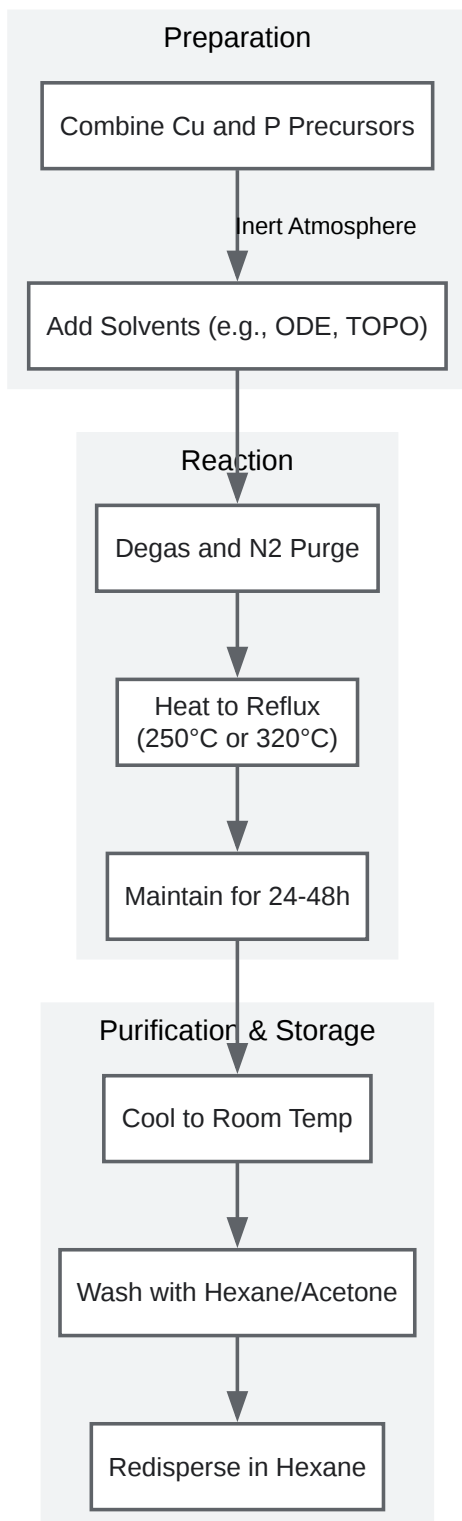 Preparation
Combine Cu and P Precursors
Inert Atmosphere
Add Solvents (e.g., ODE, TOPO)
Reaction
Degas and N2 Purge
Heat to Reflux
(250°C or 320°C)
Maintain for 24-48h
Purification & Storage
Cool to Room Temp
Wash with Hexane/Acetone
Redisperse in Hexane